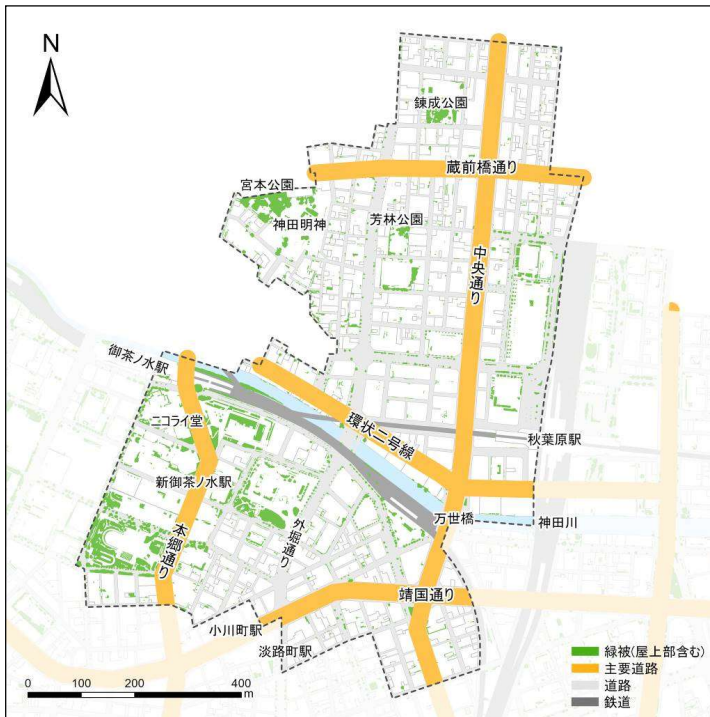 N
錬成公園
蔵前橋通り
宮本公園
神田明神
芳林公園
中央通り
御茶ノ水駅
ニコライ堂
環状二号線
秋葉原駅
新御茶ノ水駅
外堀通り
万世橋
神田川
本郷通り
靖国通り
小川町駅
淡路町駅
緑被(屋上部含む)
主要道路
道路
鉄道
0 100 200 400
m